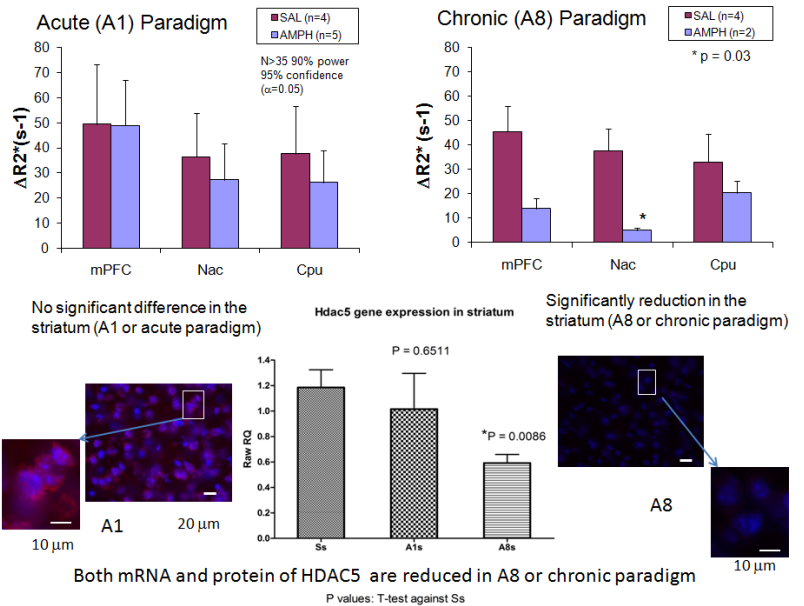 Acute (A1) Paradigm
SAL (n=4)
AMPH (n=5)
N>35 90% power
95% confidence
(α=0.05)
ΔR2*(s-1)
80
70
60
50
40
30
20
10
0
mPFC Nac Cpu
Chronic (A8) Paradigm
SAL (n=4)
AMPH (n=2)
* p = 0.03
ΔR2* (s-1)
80
70
60
50
40
30
20
10
0
*
mPFC Nac Cpu
No significant difference in the
striatum (A1 or acute paradigm)
Hdac5 gene expression in striatum
P = 0.6511
*P = 0.0086
Raw RQ
1.4
1.2
1.0
0.8
0.6
0.4
0.2
0.0
Ss A1s A8s
Significantly reduction in the
striatum (A8 or chronic paradigm)
A1
20 μm
10 μm
A8
10 μm
Both mRNA and protein of HDAC5 are reduced in A8 or chronic paradigm
P values: T-test against Ss